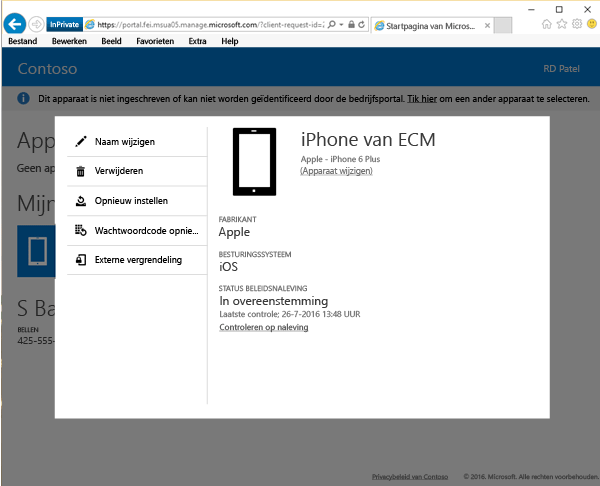 InPrivate https://portal.fei.msua05.manage.microsoft.com/?client-request-id= Startpagina van Micros...
Bestand Bewerken Beeld Favorieten Extra Help
Contoso RD Patel
Dit apparaat is niet ingeschreven of kan niet worden geïdentificeerd door de bedrijfsportal. Tik hier om een ander apparaat te selecteren.
App
Geen ap
Mijn
S Ba
BELLEN
425-555-
Naam wijzigen
Verwijderen
Opnieuw instellen
Wachtwoordcode opnie...
Externe vergrendeling
iPhone van ECM
Apple - iPhone 6 Plus
(Apparaat wijzigen)
FABRIKANT
Apple
BESTURINGSSYSTEEM
iOS
STATUS BELEIDSNALEVING
In overeenstemming
Laatste controle; 26-7-2016 13:48 UUR
Controleren op naleving
Privacybeleid van Contoso © 2016. Microsoft. Alle rechten voorbehouden.